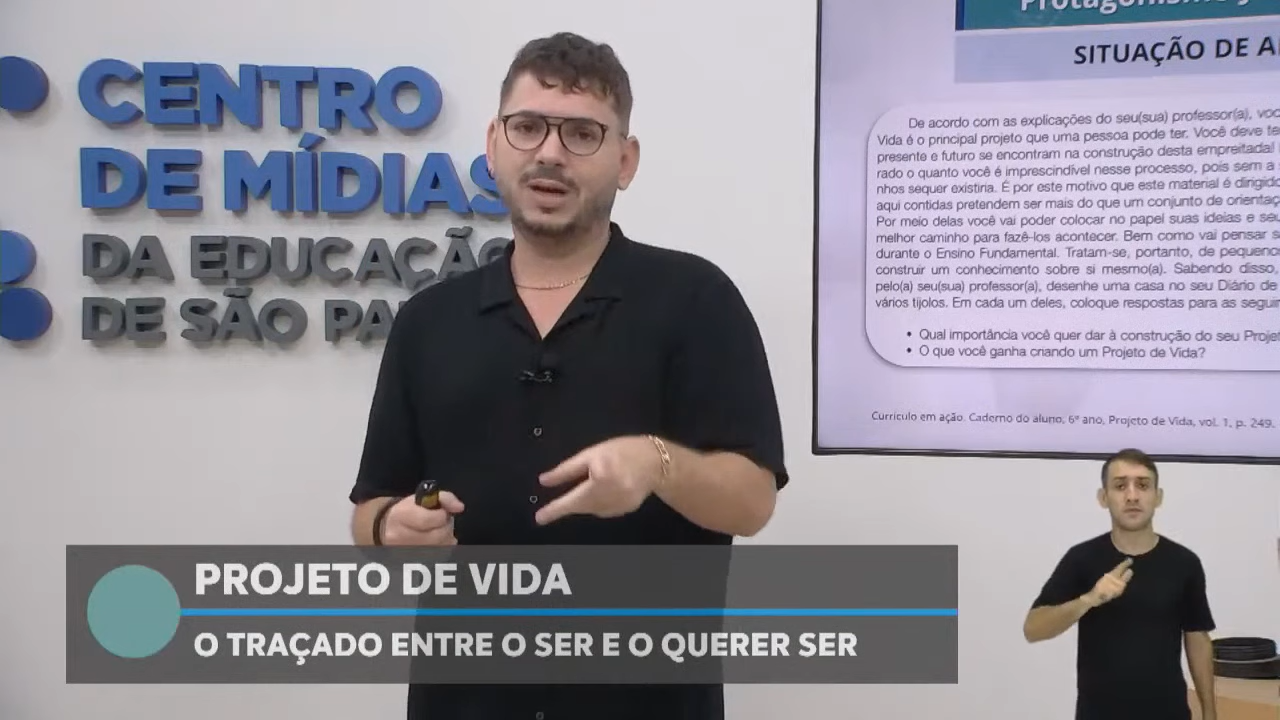 CENTRO
DE MÍDIAS
DA EDUCAÇÃO
DE SÃO PA
SITUAÇÃO DE
De acordo com as explicações do seu(sua) professor(a),
Vida é o principal projeto que uma pessoa pode ter. Você deve
presente e futuro se encontram na construção desta empreitada!
rado o quanto você é imprescindível nesse processo, pois sem a
nhos sequer existiria. É por este motivo que este material é dirigido
aqui contidas pretendem ser mais do que um conjunto de
Por meio delas você vai poder colocar no papel suas ideias e
melhor caminho para fazê-los acontecer. Bem como vai pensar
durante o Ensino Fundamental. Tratam-se, portanto, de
construir um conhecimento sobre si mesmo(a). Sabendo disso,
pelo(a) seu(sua) professor(a), desenhe uma casa no seu Diário de
vários tijolos. Em cada um deles, coloque respostas para as
• Qual importância você quer dar à construção do seu
• O que você ganha criando um Projeto de Vida?
Currículo em ação. Caderno do aluno, 6º ano, Projeto de Vida, vol. 1, p. 249.
PROJETO DE VIDA
O TRAÇADO ENTRE O SER E O QUERER SER